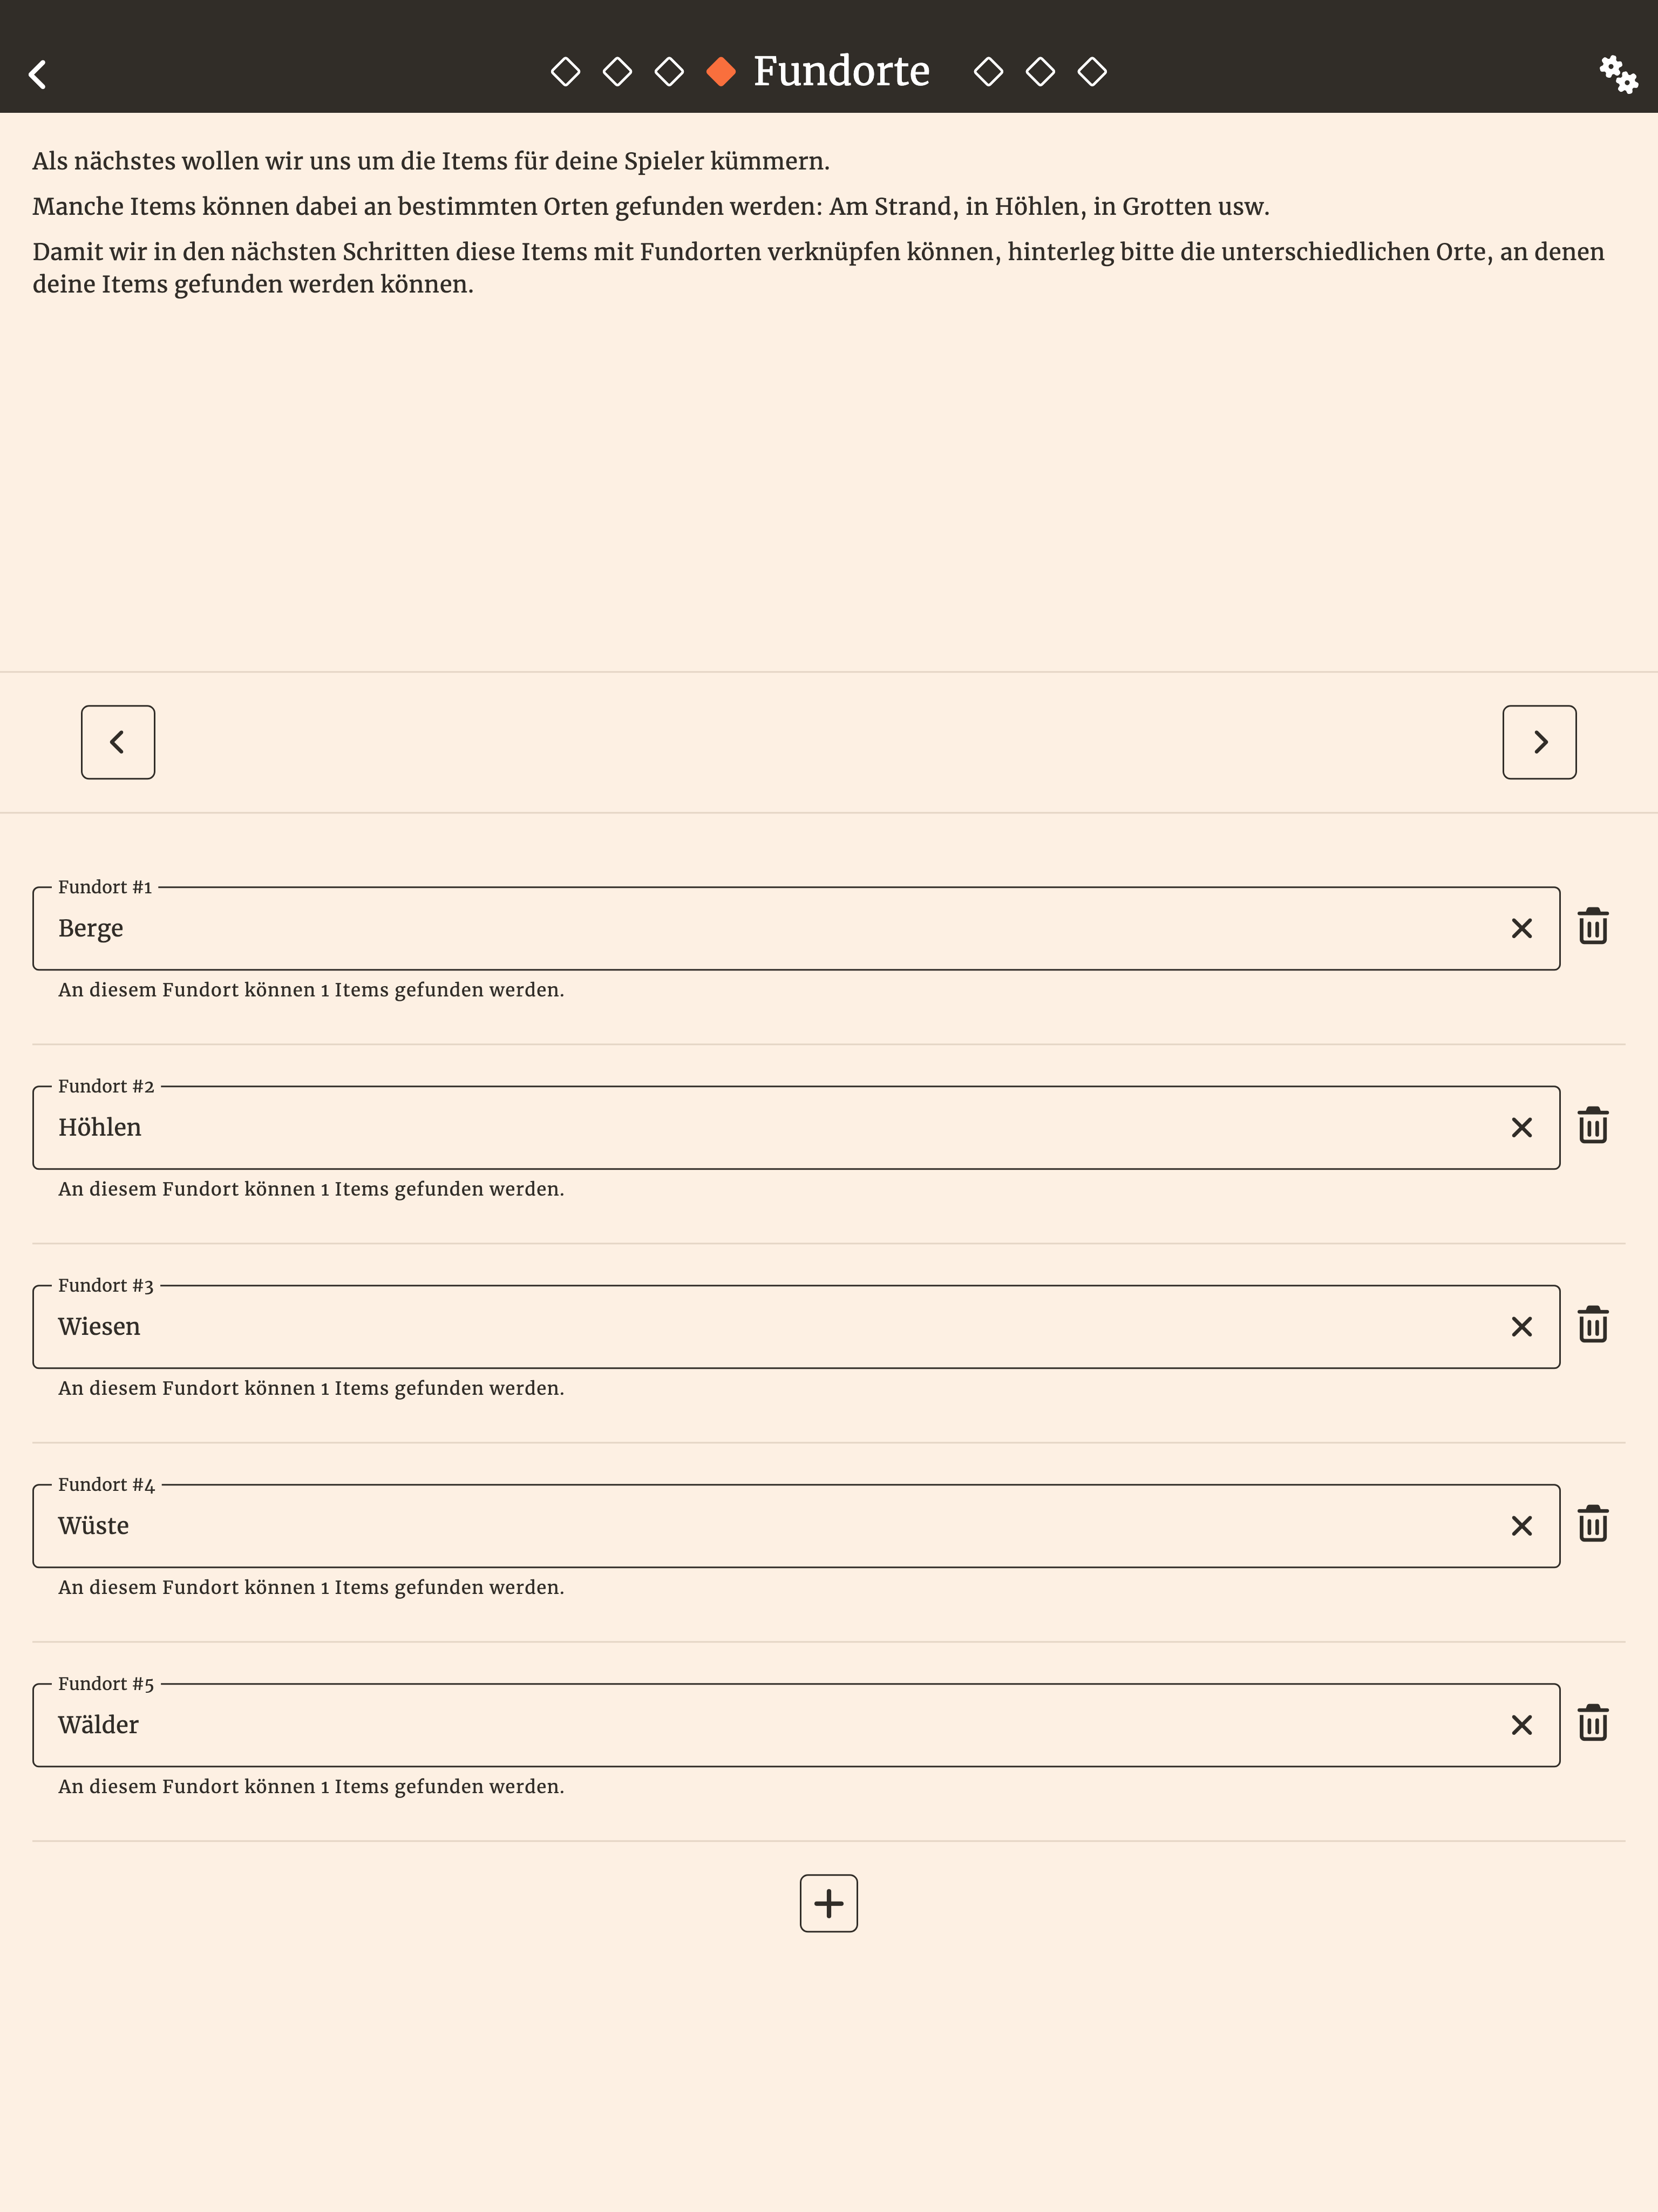 Fundorte
Als nächstes wollen wir uns um die Items für deine Spieler kümmern.
Manche Items können dabei an bestimmten Orten gefunden werden: Am Strand, in Höhlen, in Grotten usw.
Damit wir in den nächsten Schritten diese Items mit Fundorten verknüpfen können, hinterleg bitte die unterschiedlichen Orte, an denen
deine Items gefunden werden können.
Fundort #1
Berge
An diesem Fundort können 1 Items gefunden werden.
Fundort #2
Höhlen
An diesem Fundort können 1 Items gefunden werden.
Fundort #3
Wiesen
An diesem Fundort können 1 Items gefunden werden.
Fundort #4
Wüste
An diesem Fundort können 1 Items gefunden werden.
Fundort #5
Wälder
An diesem Fundort können 1 Items gefunden werden.